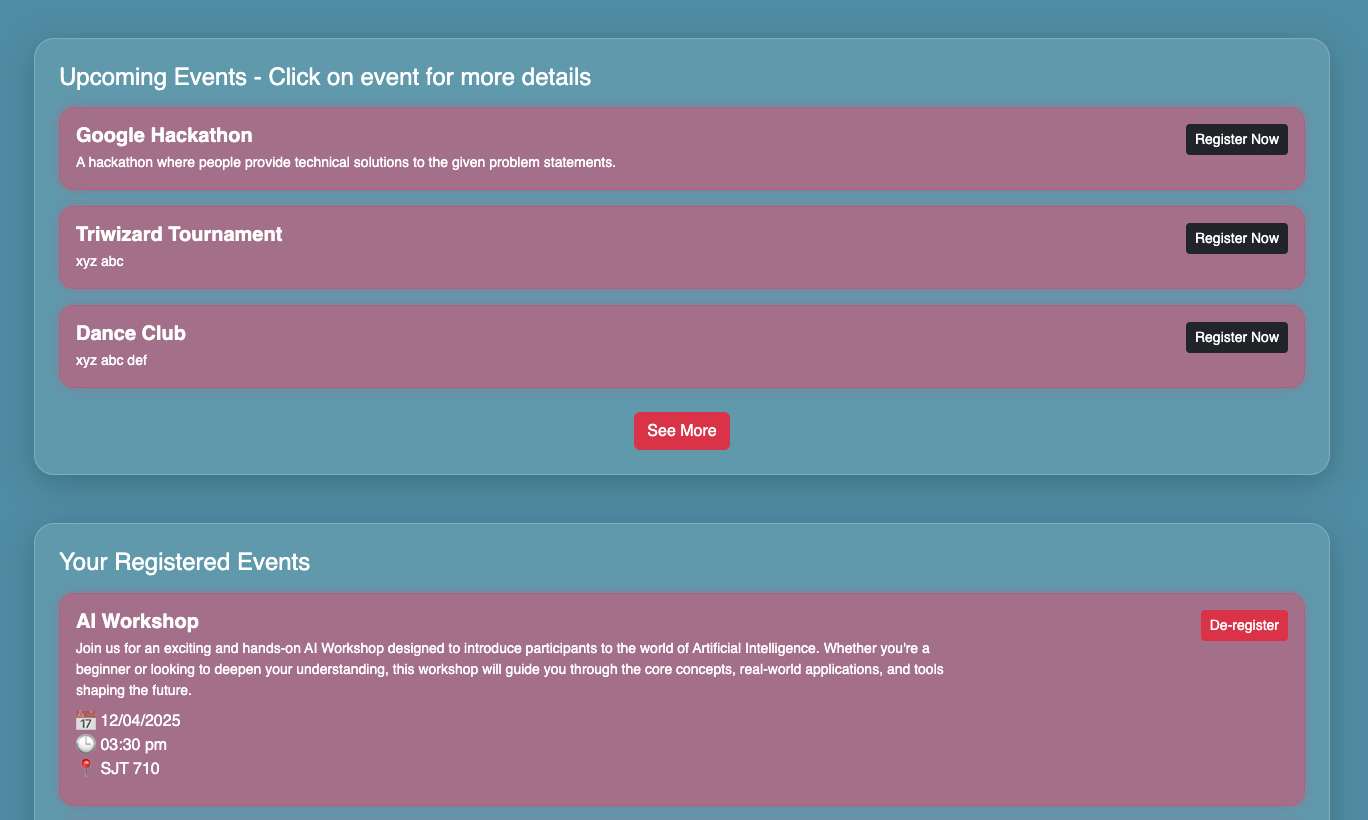 Upcoming Events - Click on event for more details
Google Hackathon
Register Now
A hackathon where people provide technical solutions to the given problem statements.
Triwizard Tournament
Register Now
xyz abc
Dance Club
Register Now
xyz abc def
See More
Your Registered Events
AI Workshop
De-register
Join us for an exciting and hands-on AI Workshop designed to introduce participants to the world of Artificial Intelligence. Whether you're a
beginner or looking to deepen your understanding, this workshop will guide you through the core concepts, real-world applications, and tools
shaping the future.
📅 12/04/2025
🕒 03:30 pm
📍 SJT 710